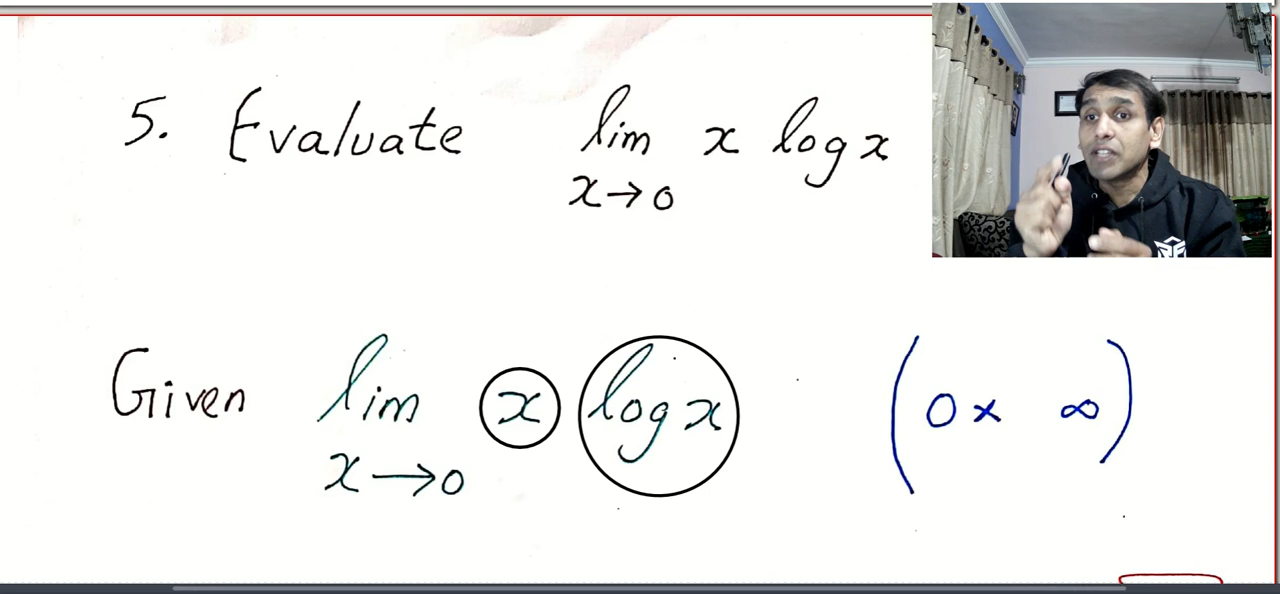 5. Evaluate lim x log x
x→0
Given lim x log x (0 × ∞)
x→0